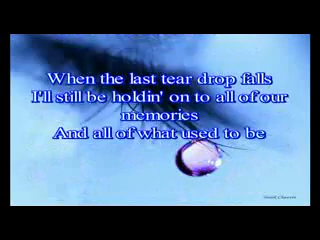 When the last tear drop falls
I'll still be holdin' on to all of our
memories
And all of what used to be